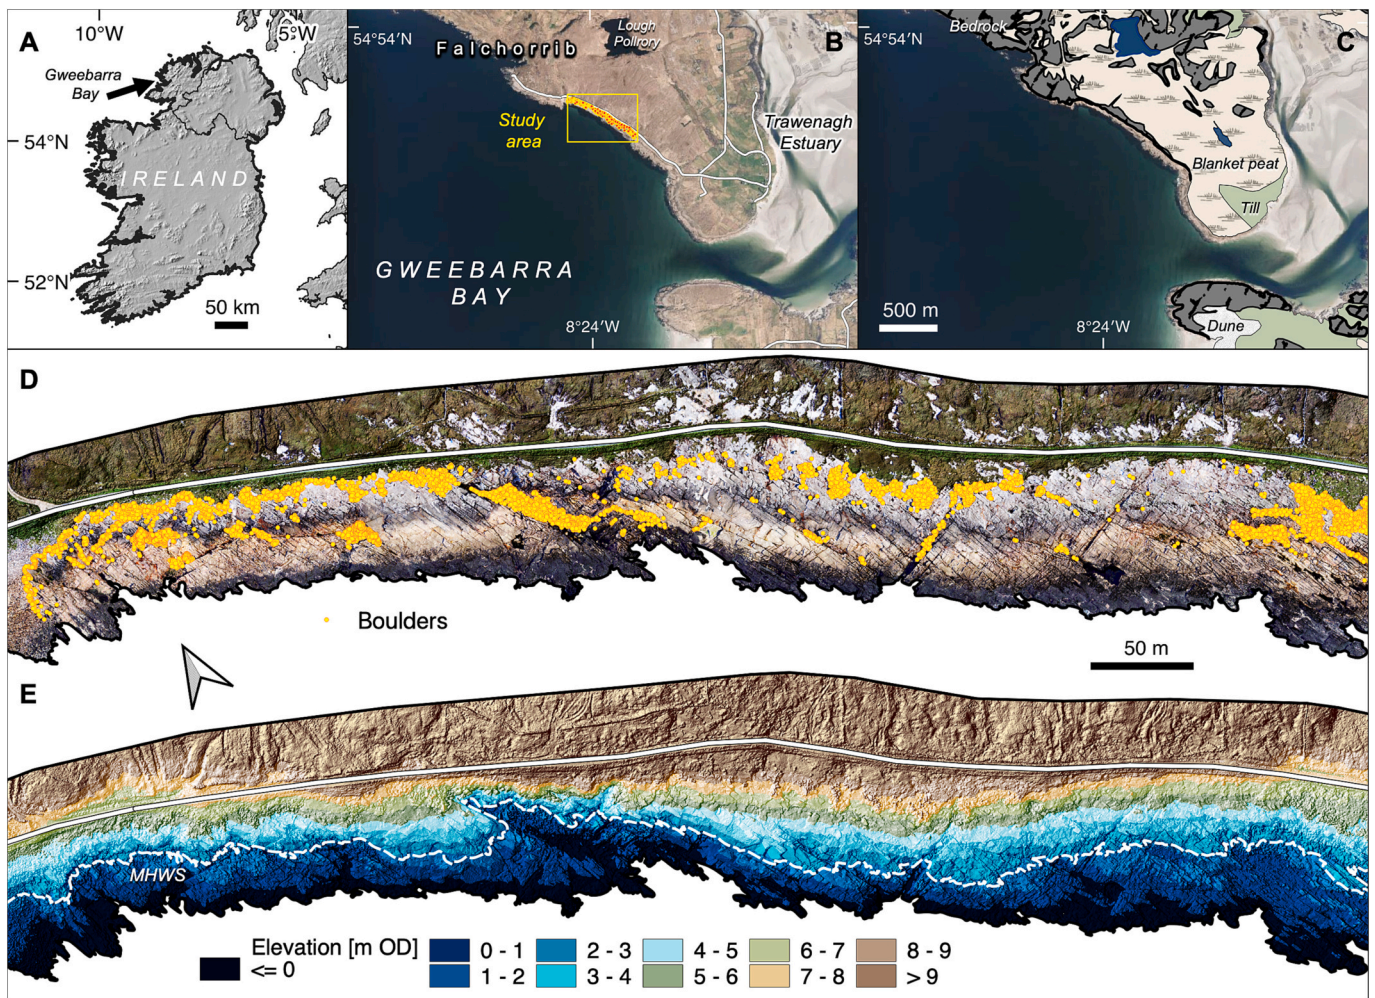 A
10°W
5°W
Gweebarra
Bay
54°N
IRELAND
52°N
50 km
B
54°54′N
Falchorrib
Lough
Pollrory
Study
area
Trawenagh
Estuary
GWEEBARRA
BAY
8°24′W
C
Bedrock
54°54′N
Blanket peat
Till
500 m
Dune
8°24′W
D
Boulders
50 m
E
MHWS
Elevation [m OD]
<= 0
0 - 1
2 - 3
4 - 5
6 - 7
8 - 9
1 - 2
3 - 4
5 - 6
7 - 8
> 9